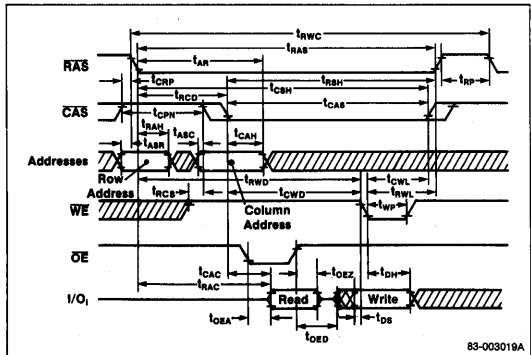 tRWC
tRAS
tAR
RAS
tCRP
tRSH
tCSH
tRP
tRCD
CAS
tCPN
tCAS
tRAH
tASC
tCAH
tASR
Addresses
Row Address
tRWD
tCWL
tRCS
tCWD
tRWL
WE
Column Address
tWP
OE
tCAC
tOEZ
tDH
tRAC
I/Oi
Read
Write
tOEA
tDS
tOED
83-003019A